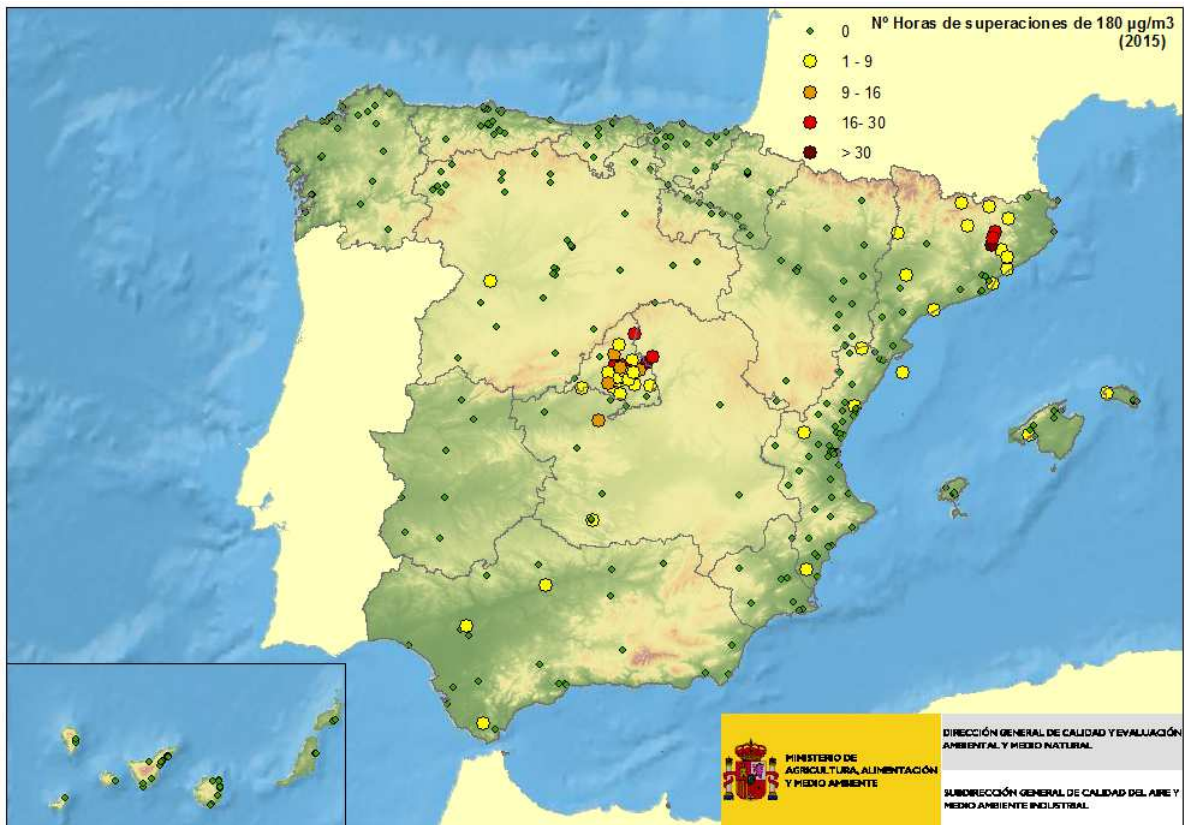 Nº Horas de superaciones de 180 µg/m3
(2015)
0
1 - 9
9 - 16
16- 30
> 30
MINISTERIO DE
AGRICULTURA, ALIMENTACIÓN
Y MEDIO AMBIENTE
DIRECCIÓN GENERAL DE CALIDAD Y EVALUACIÓN
AMBIENTAL Y MEDIO NATURAL
SUBDIRECCIÓN GENERAL DE CALIDAD DEL AIRE Y
MEDIO AMBIENTE INDUSTRIAL